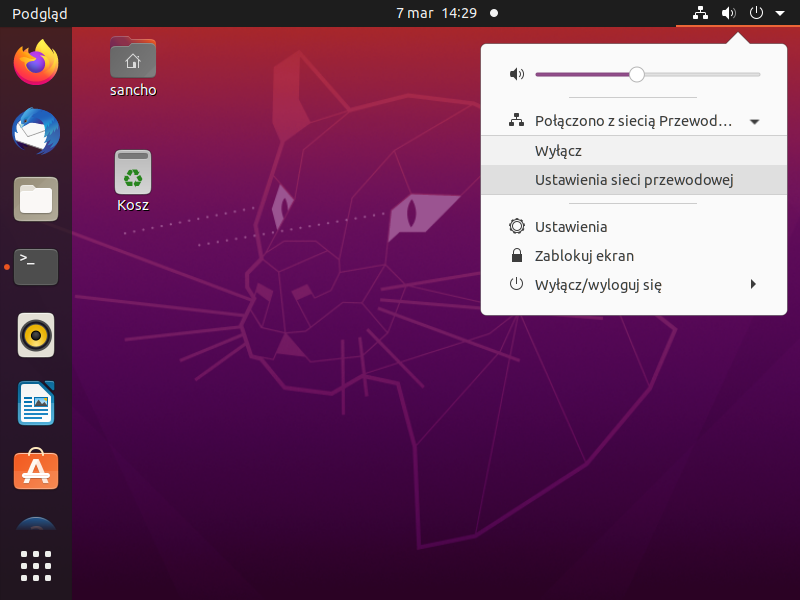 Podgląd
7 mar 14:29
sancho
Kosz
>_
Połączono z siecią Przewod…
Wyłącz
Ustawienia sieci przewodowej
Ustawienia
Zablokuj ekran
Wyłącz/wyloguj się